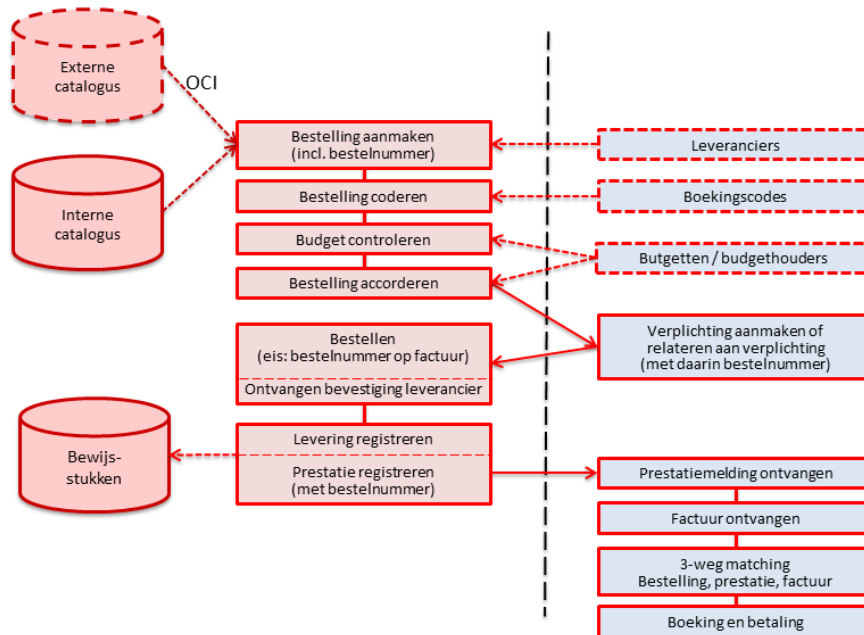 Externe
catalogus
OCI
Interne
catalogus
Bestelling aanmaken
(incl. bestelnummer)
Bestelling coderen
Budget controleren
Bestelling accorderen
Bestellen
(eis: bestelnummer op factuur)
Ontvangen bevestiging leverancier
Levering registreren
Prestatie registreren
(met bestelnummer)
Bewijs-
stukken
Leveranciers
Boekingscodes
Butgetten / budgethouders
Verplichting aanmaken of
relateren aan verplichting
(met daarin bestelnummer)
Prestatiemelding ontvangen
Factuur ontvangen
3-weg matching
Bestelling, prestatie, factuur
Boeking en betaling